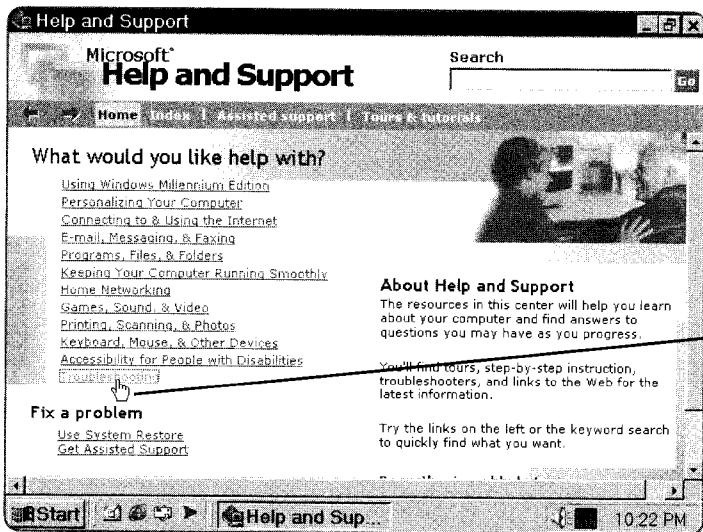 Help and Support
Microsoft®
Help and Support
Search
Go
Home Index | Assisted support | Tours & tutorials
What would you like help with?
Using Windows Millennium Edition
Personalizing Your Computer
Connecting to & Using the Internet
E-mail, Messaging, & Faxing
Programs, Files, & Folders
Keeping Your Computer Running Smoothly
Home Networking
Games, Sound, & Video
Printing, Scanning, & Photos
Keyboard, Mouse, & Other Devices
Accessibility for People with Disabilities
Troubleshooting
Fix a problem
Use System Restore
Get Assisted Support
About Help and Support
The resources in this center will help you learn
about your computer and find answers to
questions you may have as you progress.
You'll find tours, step-by-step instruction,
troubleshooters, and links to the Web for the
latest information.
Try the links on the left or the keyword search
to quickly find what you want.
Start
Help and Sup...
10:22 PM